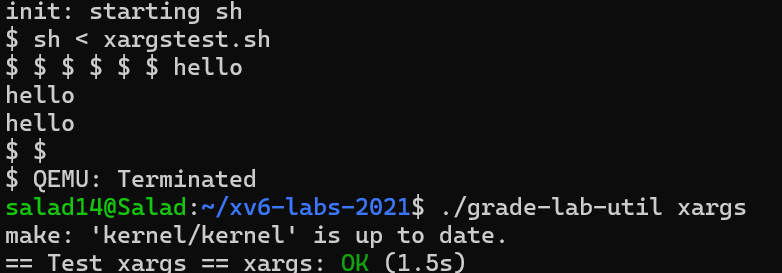 init: starting sh
$ sh < xargstest.sh
$ $ $ $ $ $ hello
hello
hello
$ $
$ QEMU: Terminated
salad14@Salad:~/xv6-labs-2021$ ./grade-lab-util xargs
make: 'kernel/kernel' is up to date.
== Test xargs == xargs: OK (1.5s)